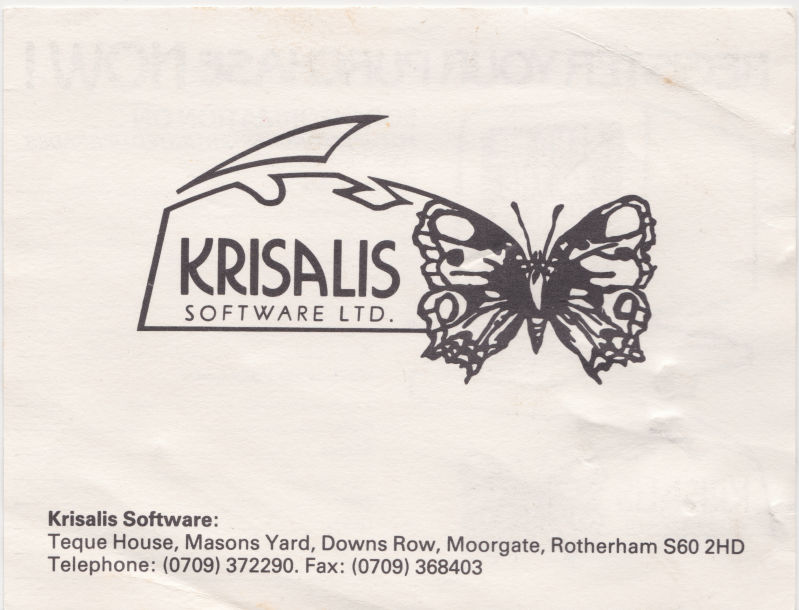 KRISALIS
SOFTWARE LTD.
Krisalis Software:
Teque House, Masons Yard, Downs Row, Moorgate, Rotherham S60 2HD
Telephone: (0709) 372290. Fax: (0709) 368403